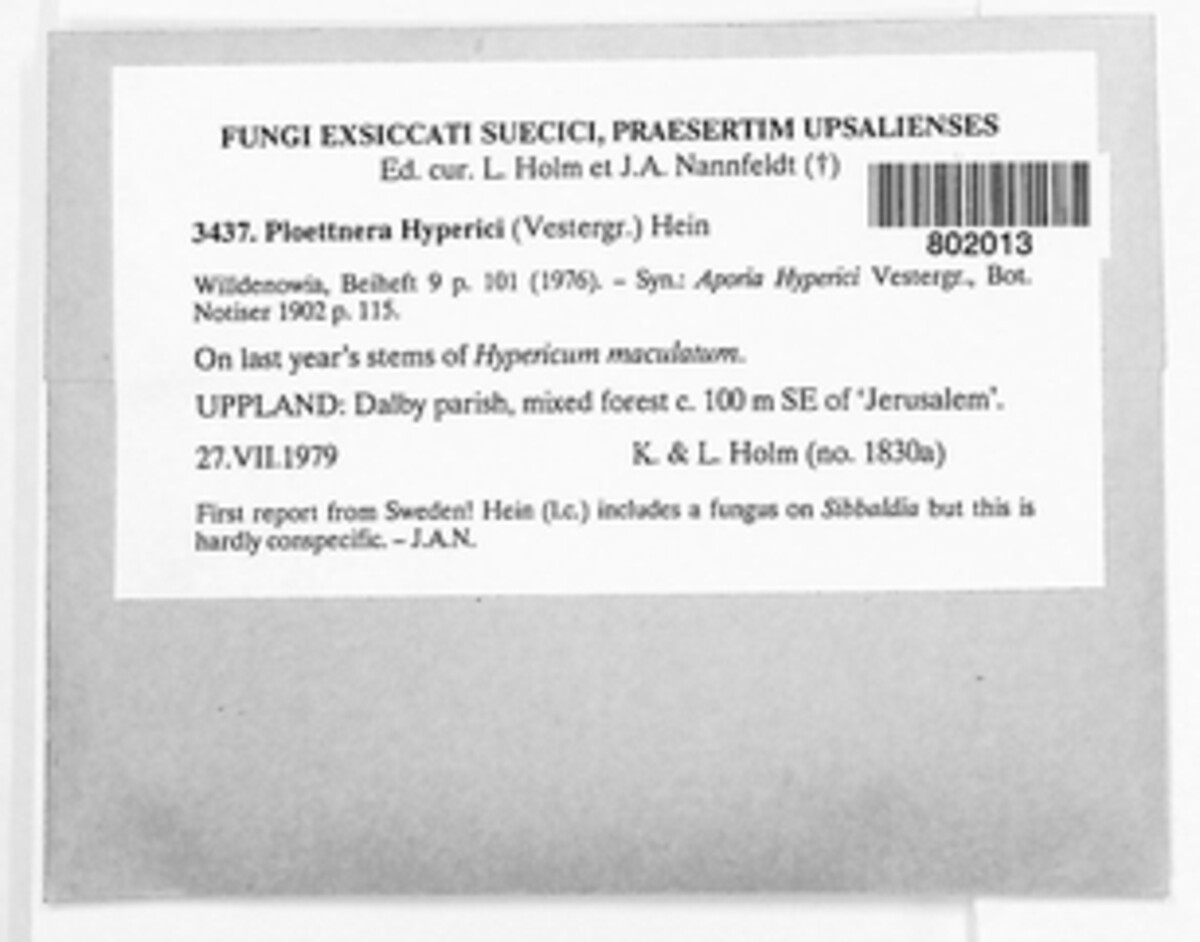 FUNGI EXSICCATI SUECICI, PRAESERTIM UPSALIENSES
Ed. cur. L. Holm et J.A. Nannfeldt (†)
802013
3437. Ploettnera Hyperici (Vestergr.) Hein
Willdenowia, Beiheft 9 p. 101 (1976). – Syn.: Aporia Hyperici Vestergr., Bot.
Notiser 1902 p. 115.
On last year's stems of Hypericum maculatum.
UPPLAND: Dalby parish, mixed forest c. 100 m SE of 'Jerusalem'.
27.VII.1979 K. & L. Holm (no. 1830a)
First report from Sweden! Hein (l.c.) includes a fungus on Sibbaldia but this is
hardly conspecific. – J.A.N.